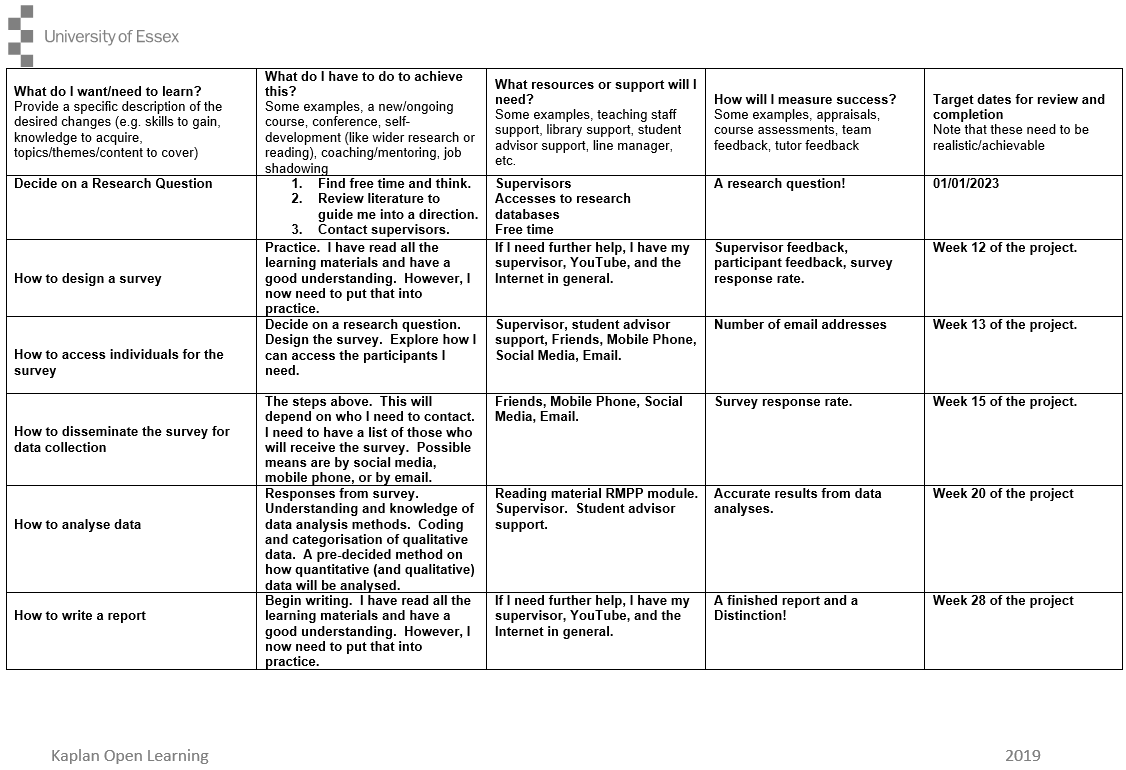 University of Essex
What do I want/need to learn?
Provide a specific description of the
desired changes (e.g. skills to gain,
knowledge to acquire,
topics/themes/content to cover)
What do I have to do to achieve
this?
Some examples, a new/ongoing
course, conference, self-
development (like wider research or
reading), coaching/mentoring, job
shadowing
What resources or support will I
need?
Some examples, teaching staff
support, library support, student
advisor support, line manager,
etc.
How will I measure success?
Some examples, appraisals,
course assessments, team
feedback, tutor feedback
Target dates for review and
completion
Note that these need to be
realistic/achievable
Decide on a Research Question
1. Find free time and think.
2. Review literature to
guide me into a direction.
3. Contact supervisors.
Supervisors
Accesses to research
databases
Free time
A research question!
01/01/2023
How to design a survey
Practice. I have read all the
learning materials and have a
good understanding. However, I
now need to put that into
practice.
If I need further help, I have my
supervisor, YouTube, and the
Internet in general.
Supervisor feedback,
participant feedback, survey
response rate.
Week 12 of the project.
How to access individuals for the
survey
Decide on a research question.
Design the survey. Explore how I
can access the participants I
need.
Supervisor, student advisor
support, Friends, Mobile Phone,
Social Media, Email.
Number of email addresses
Week 13 of the project.
How to disseminate the survey for
data collection
The steps above. This will
depend on who I need to contact.
I need to have a list of those who
will receive the survey. Possible
means are by social media,
mobile phone, or by email.
Friends, Mobile Phone, Social
Media, Email.
Survey response rate.
Week 15 of the project.
How to analyse data
Responses from survey.
Understanding and knowledge of
data analysis methods. Coding
and categorisation of qualitative
data. A pre-decided method on
how quantitative (and qualitative)
data will be analysed.
Reading material RMPP module.
Supervisor. Student advisor
support.
Accurate results from data
analyses.
Week 20 of the project
How to write a report
Begin writing. I have read all the
learning materials and have a
good understanding. However, I
now need to put that into
practice.
If I need further help, I have my
supervisor, YouTube, and the
Internet in general.
A finished report and a
Distinction!
Week 28 of the project
Kaplan Open Learning
2019